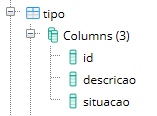 tipo
Columns (3)
id
descricao
situacao